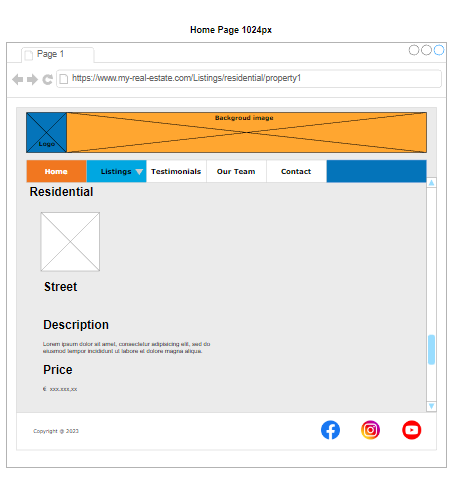 Home Page 1024px
Page 1
https://www.my-real-estate.com/Listings/residential/property1
Backgroud image
Logo
Home Listings Testimonials Our Team Contact
Residential
Street
Description
Lorem ipsum dolor sit amet, consectetur adipisicing elit, sed do
eiusmod tempor incididunt ut labore et dolore magna aliqua.
Price
€ xxx.xxx,xx
Copyright @ 2023